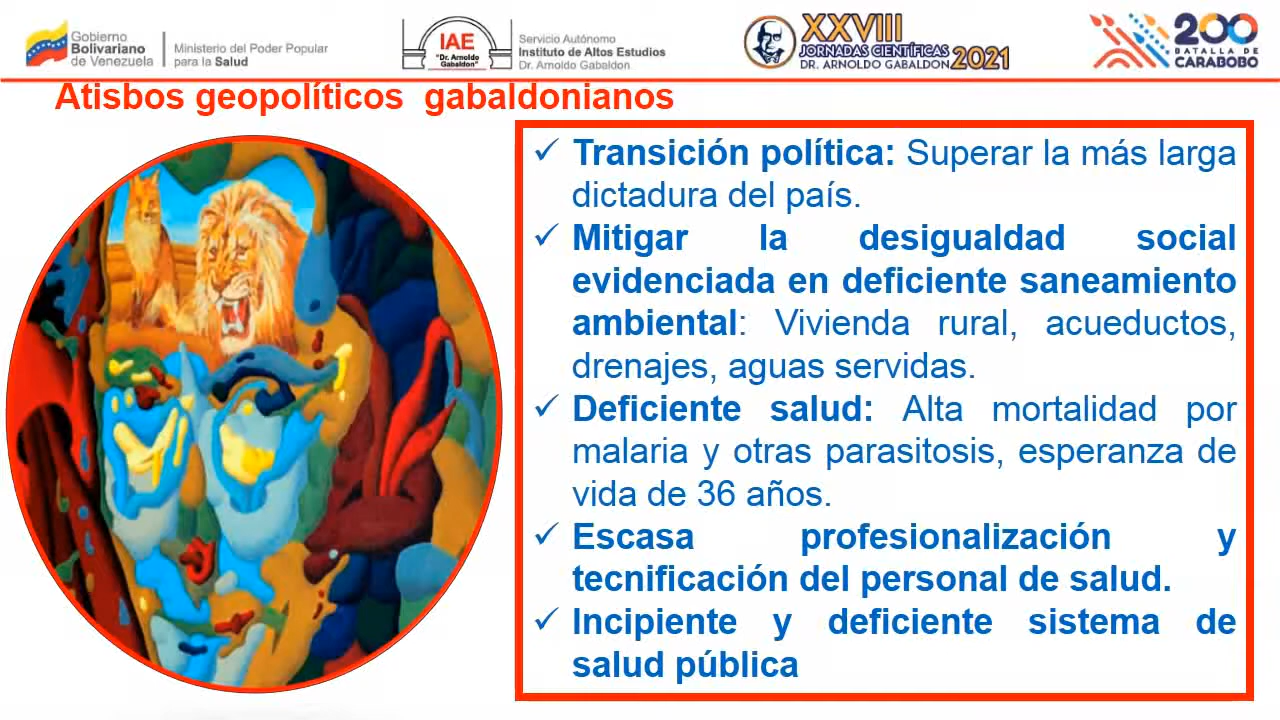 Gobierno
Bolivariano
de Venezuela
Ministerio del Poder Popular
para la Salud
IAE
"Dr. Arnoldo
Gabaldon"
Servicio Autónomo
Instituto de Altos Estudios
Dr. Arnoldo Gabaldon
XXVIII
JORNADAS CIENTÍFICAS
DR. ARNOLDO GABALDON 2021
200
BATALLA DE
CARABOBO
Atisbos geopolíticos gabaldonianos
✓ Transición política: Superar la más larga
dictadura del país.
✓ Mitigar la desigualdad social
evidenciada en deficiente saneamiento
ambiental: Vivienda rural, acueductos,
drenajes, aguas servidas.
✓ Deficiente salud: Alta mortalidad por
malaria y otras parasitosis, esperanza de
vida de 36 años.
✓ Escasa profesionalización y
tecnificación del personal de salud.
✓ Incipiente y deficiente sistema de
salud pública